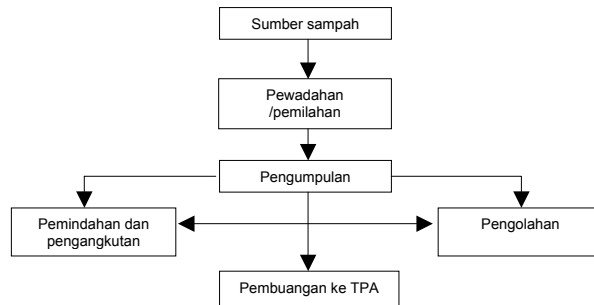 Sumber sampah
Pewadahan
/pemilahan
Pengumpulan
Pemindahan dan
pengangkutan
Pengolahan
Pembuangan ke TPA